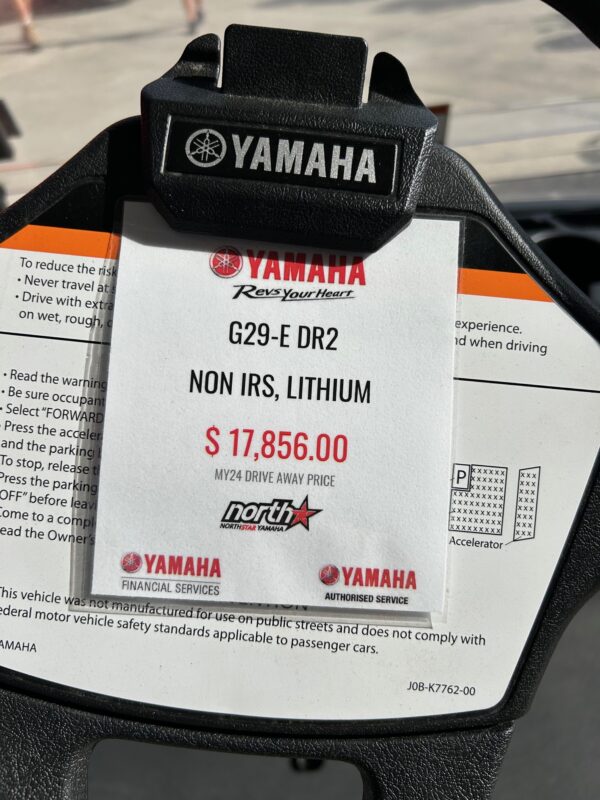 YAMAHA
YAMAHA
Revs Your Heart
G29-E DR2
NON IRS, LITHIUM
$ 17,856.00
MY24 DRIVE AWAY PRICE
north
NORTHSTAR YAMAHA
YAMAHA
FINANCIAL SERVICES
YAMAHA
AUTHORISED SERVICE
To reduce the risk
• Never travel at
• Drive with extra
on wet, rough,
experience.
when driving
• Read the warning
• Be sure occupan
• Select "FORWARD
Press the acceler
and the parking
To stop, release
Press the parking
OFF" before leav
Come to a compl
ead the Owner's
P
Accelerator
This vehicle was not manufactured for use on public streets and does not comply with
ederal motor vehicle safety standards applicable to passenger cars.
AMAHA
J0B-K7762-00